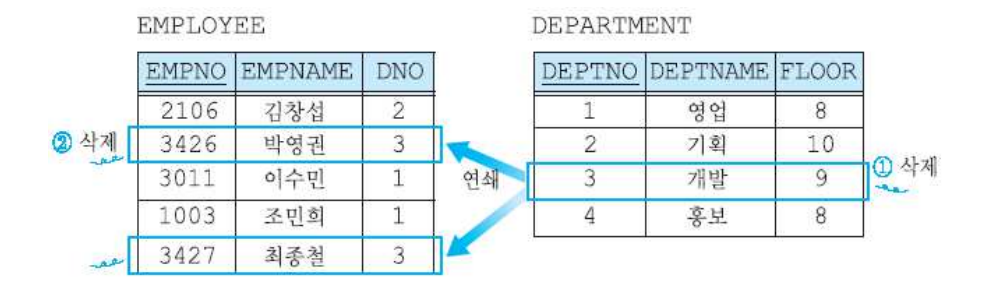 EMPLOYEE
EMPNO EMPNAME DNO
2106 김창섭 2
② 삭제 3426 박영권 3
3011 이수민 1
1003 조민희 1
3427 최종철 3
연쇄
DEPARTMENT
DEPTNO DEPTNAME FLOOR
1 영업 8
2 기획 10
3 개발 9 ① 삭제
4 홍보 8